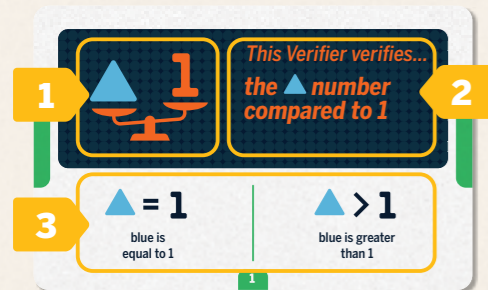 1
1
This Verifier verifies...
2
the number
compared to 1
3
= 1
> 1
blue is
equal to 1
blue is greater
than 1
1